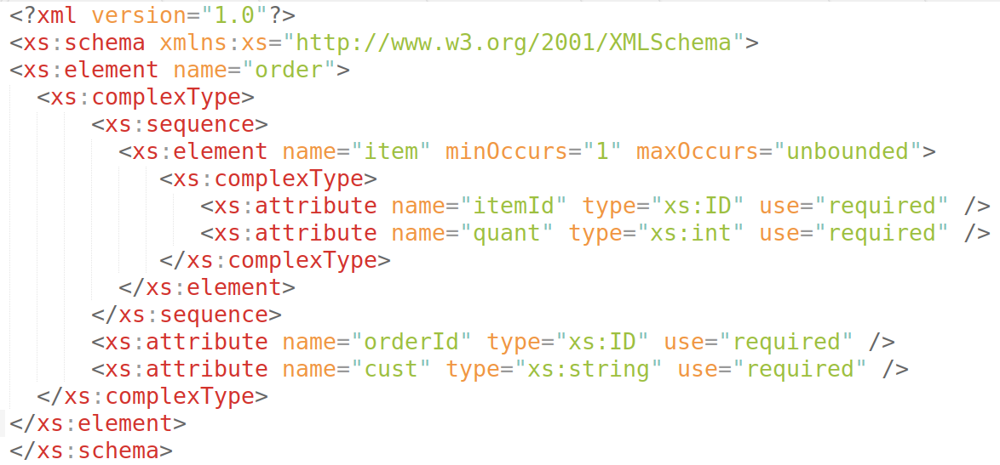 <?xml version="1.0"?>
<xs:schema xmlns:xs="http://www.w3.org/2001/XMLSchema">
<xs:element name="order">
  <xs:complexType>
      <xs:sequence>
        <xs:element name="item" minOccurs="1" maxOccurs="unbounded">
           <xs:complexType>
              <xs:attribute name="itemId" type="xs:ID" use="required" />
              <xs:attribute name="quant" type="xs:int" use="required" />
           </xs:complexType>
        </xs:element>
      </xs:sequence>
      <xs:attribute name="orderId" type="xs:ID" use="required" />
      <xs:attribute name="cust" type="xs:string" use="required" />
  </xs:complexType>
</xs:element>
</xs:schema>